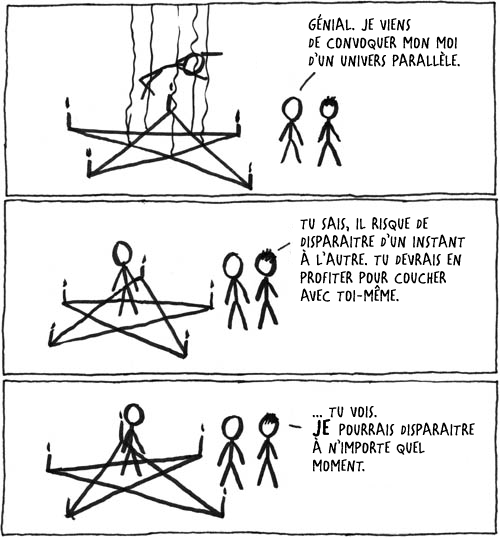 GÉNIAL. JE VIENS
DE CONVOQUER MON MOI
D'UN UNIVERS PARALLÈLE.
TU SAIS, IL RISQUE DE
DISPARAITRE D'UN INSTANT
À L'AUTRE. TU DEVRAIS EN
PROFITER POUR COUCHER
AVEC TOI-MÊME.
... TU VOIS.
JE POURRAIS DISPARAITRE
À N'IMPORTE QUEL
MOMENT.